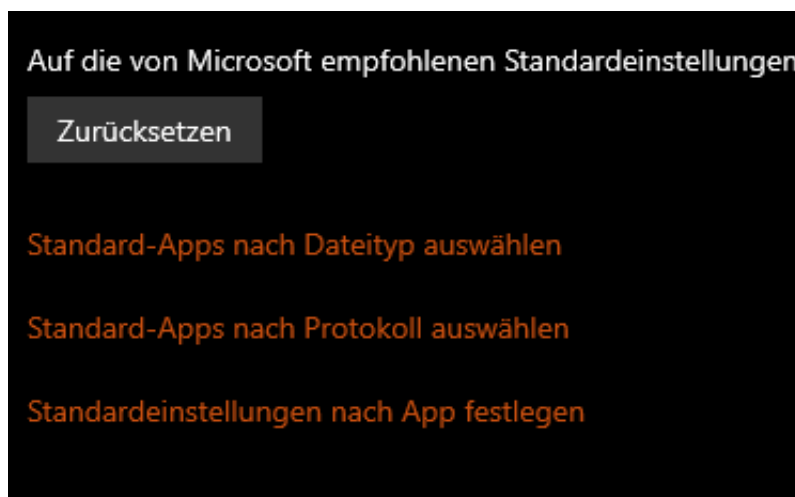 Auf die von Microsoft empfohlenen Standardeinstellungen
Zurücksetzen
Standard-Apps nach Dateityp auswählen
Standard-Apps nach Protokoll auswählen
Standardeinstellungen nach App festlegen